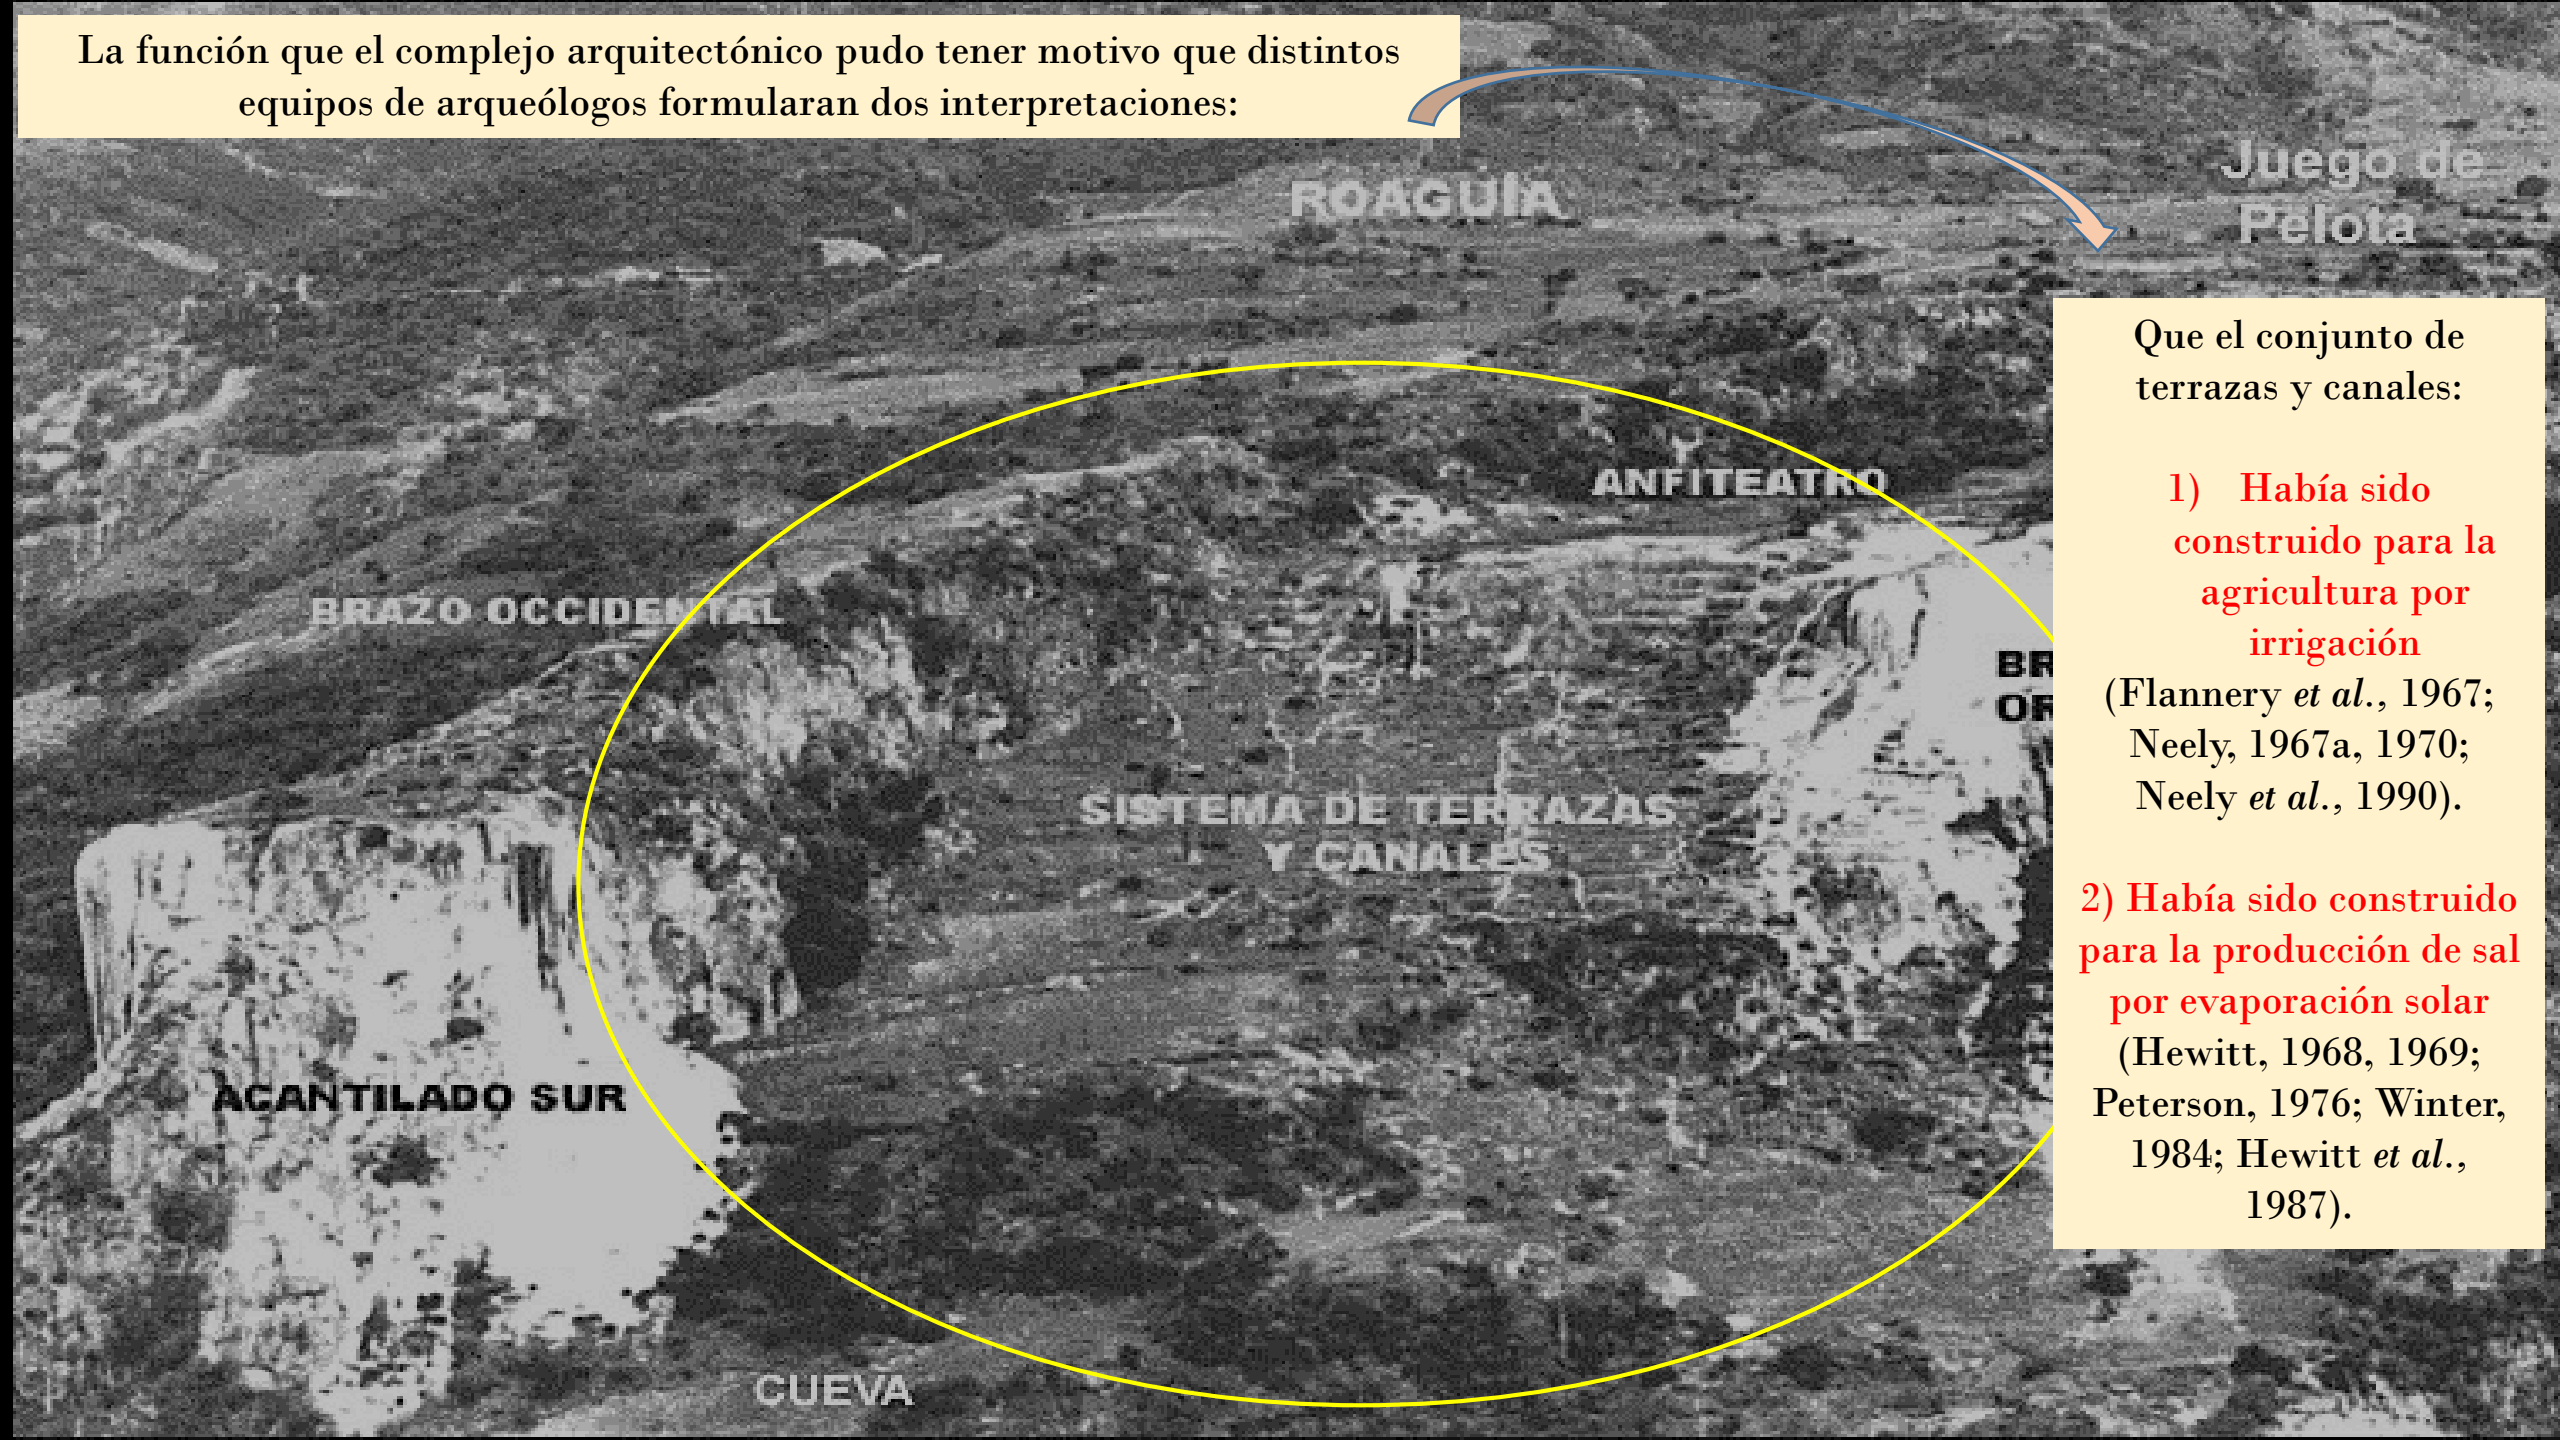 La función que el complejo arquitectónico pudo tener motivo que distintos
equipos de arqueólogos formularan dos interpretaciones:
ROAGUÍA
Juego de
Pelota
Que el conjunto de
terrazas y canales:
1) Había sido
construido para la
agricultura por
irrigación
(Flannery et al., 1967;
Neely, 1967a, 1970;
Neely et al., 1990).
2) Había sido construido
para la producción de sal
por evaporación solar
(Hewitt, 1968, 1969;
Peterson, 1976; Winter,
1984; Hewitt et al.,
1987).
ANFITEATRO
BRAZO OCCIDENTAL
SISTEMA DE TERRAZAS
Y CANALES
ACANTILADO SUR
CUEVA